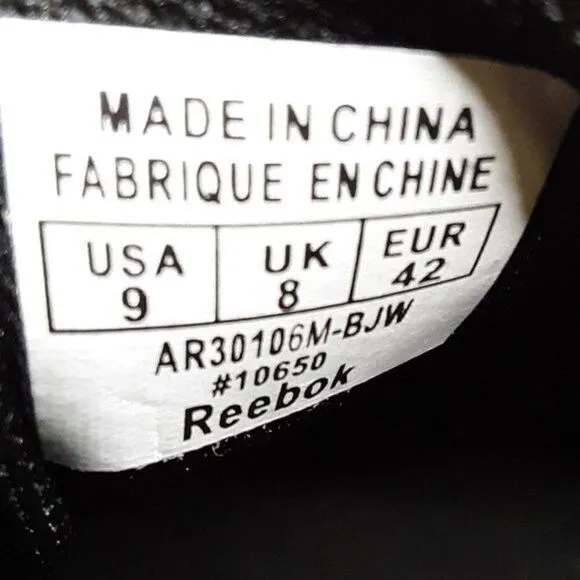 MADE IN CHINA
FABRIQUE EN CHINE
USA UK EUR
9 8 42
AR30106M-BJW
#10650
Reebok